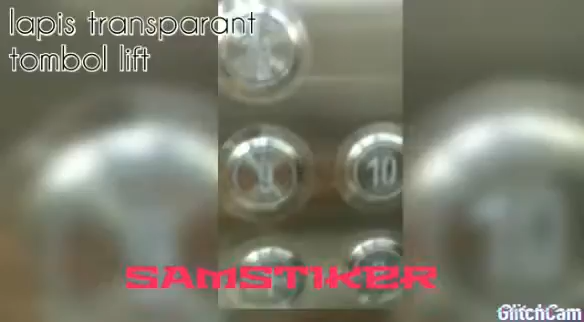 lapis transparant
tombol lift
10
SAMSTIKER
GlitchCam